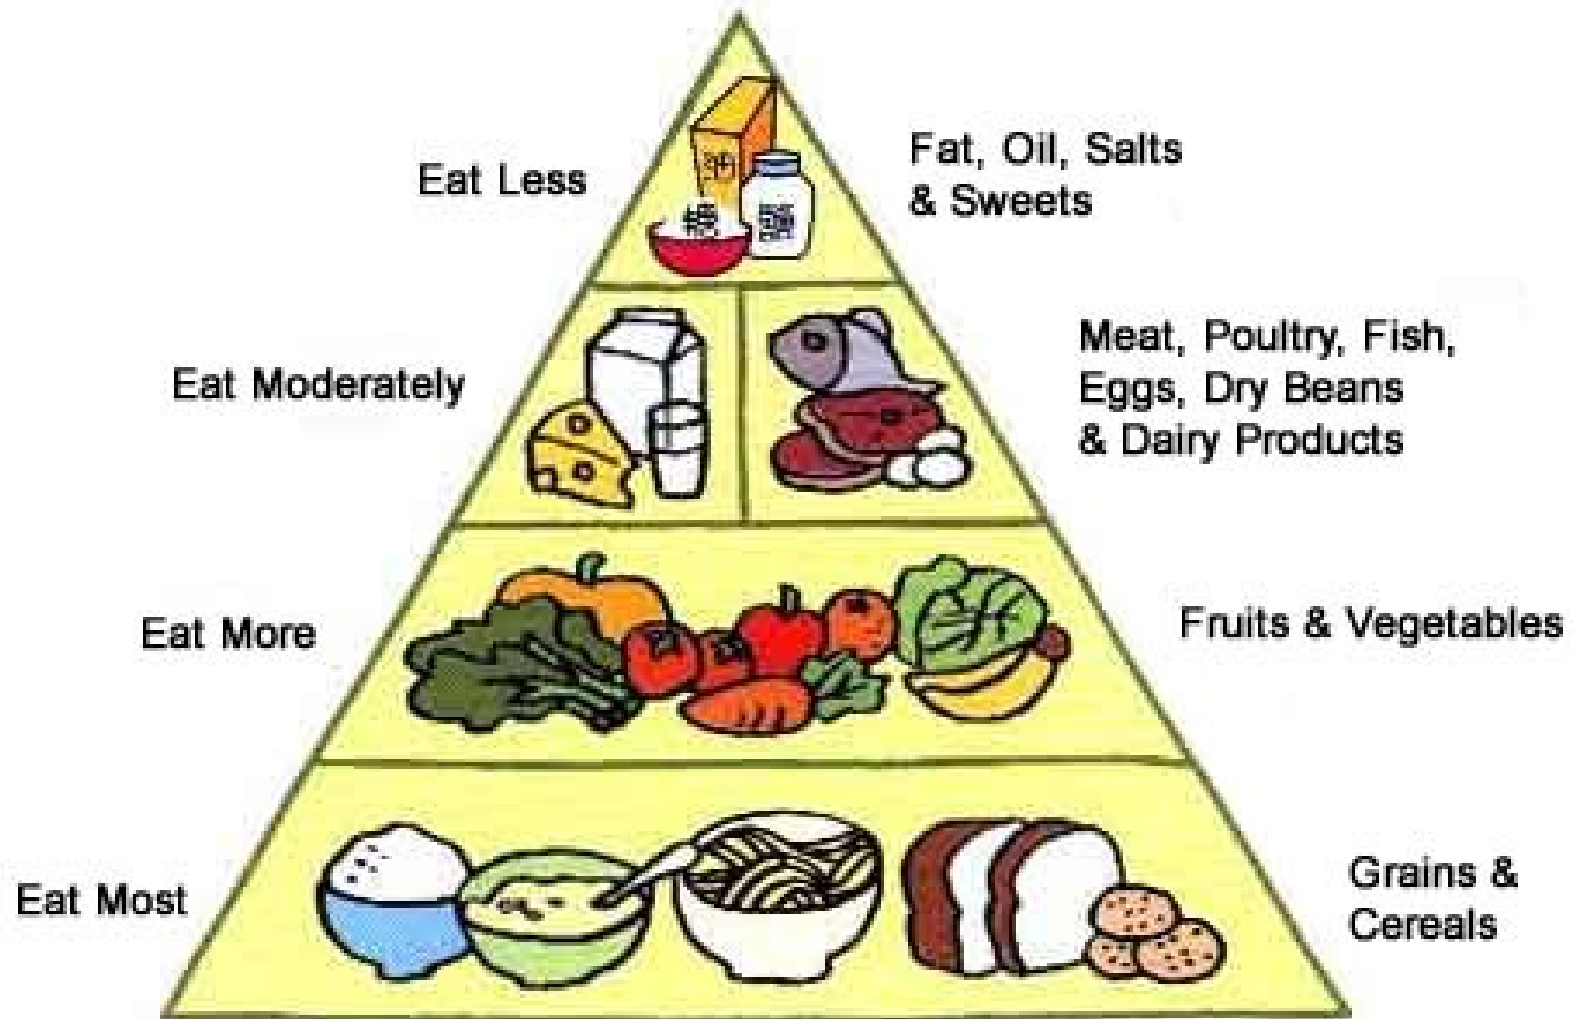 Eat Less
Fat, Oil, Salts
& Sweets
油
糖
鹽
Eat Moderately
Meat, Poultry, Fish,
Eggs, Dry Beans
& Dairy Products
Eat More
Fruits & Vegetables
Eat Most
Grains &
Cereals